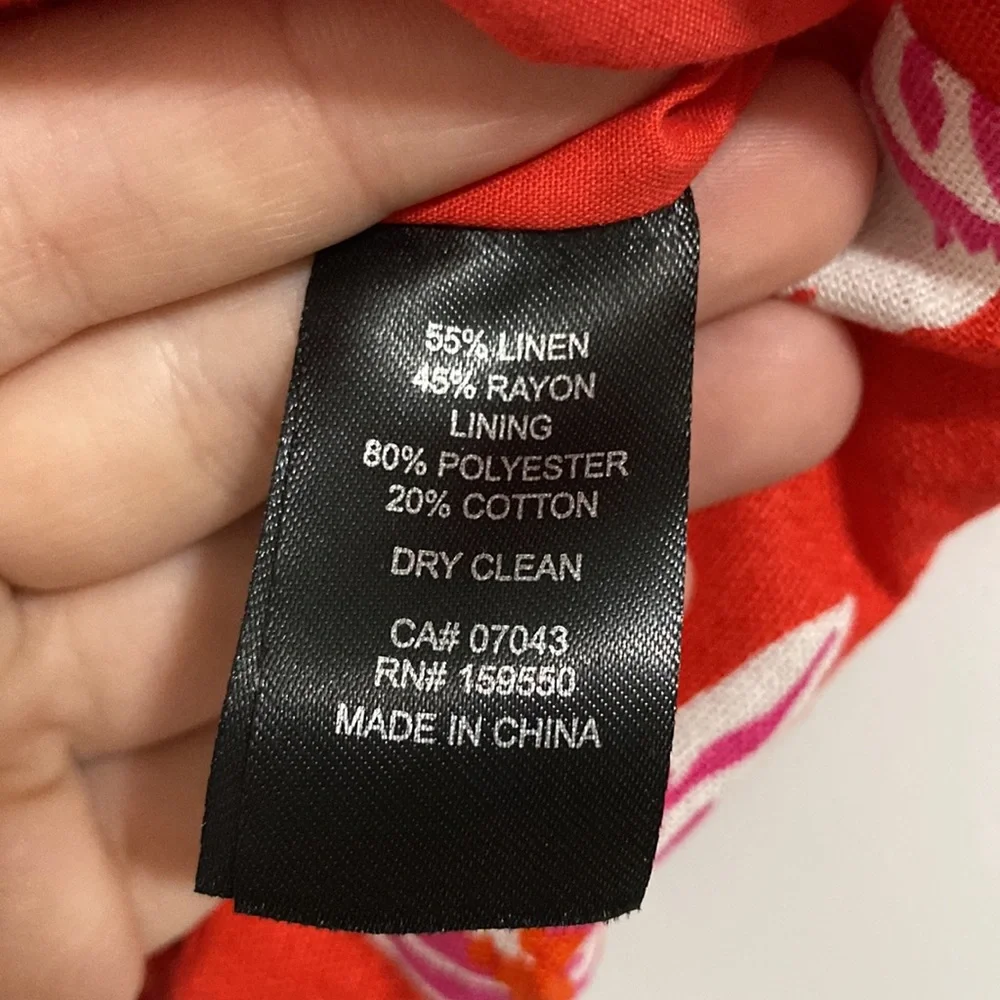 55% LINEN
45% RAYON
LINING
80% POLYESTER
20% COTTON
DRY CLEAN
CA# 07043
RN# 159550
MADE IN CHINA